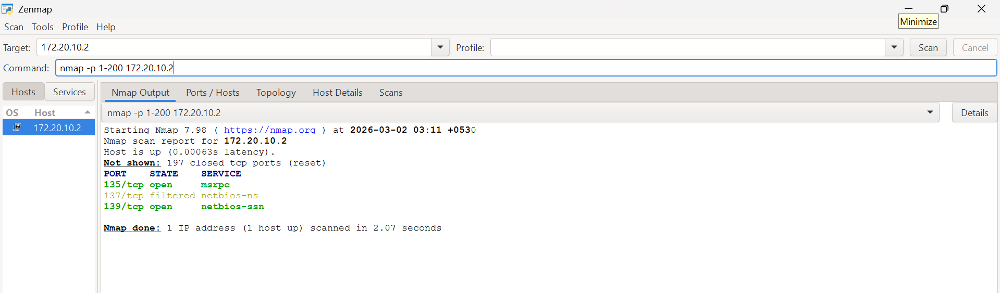 Zenmap
Minimize
Scan Tools Profile Help
Target: 172.20.10.2 Profile: Scan Cancel
Command: nmap -p 1-200 172.20.10.2
Hosts Services Nmap Output Ports / Hosts Topology Host Details Scans
OS Host nmap -p 1-200 172.20.10.2 Details
172.20.10.2
Starting Nmap 7.98 ( https://nmap.org ) at 2026-03-02 03:11 +0530
Nmap scan report for 172.20.10.2
Host is up (0.00063s latency).
Not shown: 197 closed tcp ports (reset)
PORT STATE SERVICE
135/tcp open msrpc
137/tcp filtered netbios-ns
139/tcp open netbios-ssn
Nmap done: 1 IP address (1 host up) scanned in 2.07 seconds